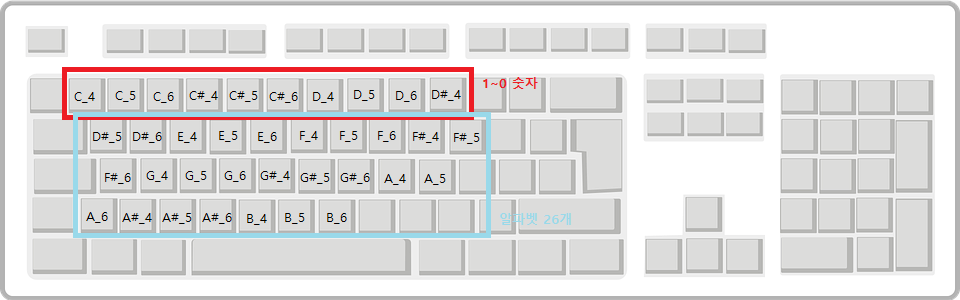 C_4 C_5 C_6 C#_4 C#_5 C#_6 D_4 D_5 D_6 D#_4 1~0 숫자
D#_5 D#_6 E_4 E_5 E_6 F_4 F_5 F_6 F#_4 F#_5
F#_6 G_4 G_5 G_6 G#_4 G#_5 G#_6 A_4 A_5
A_6 A#_4 A#_5 A#_6 B_4 B_5 B_6 알파벳 26개